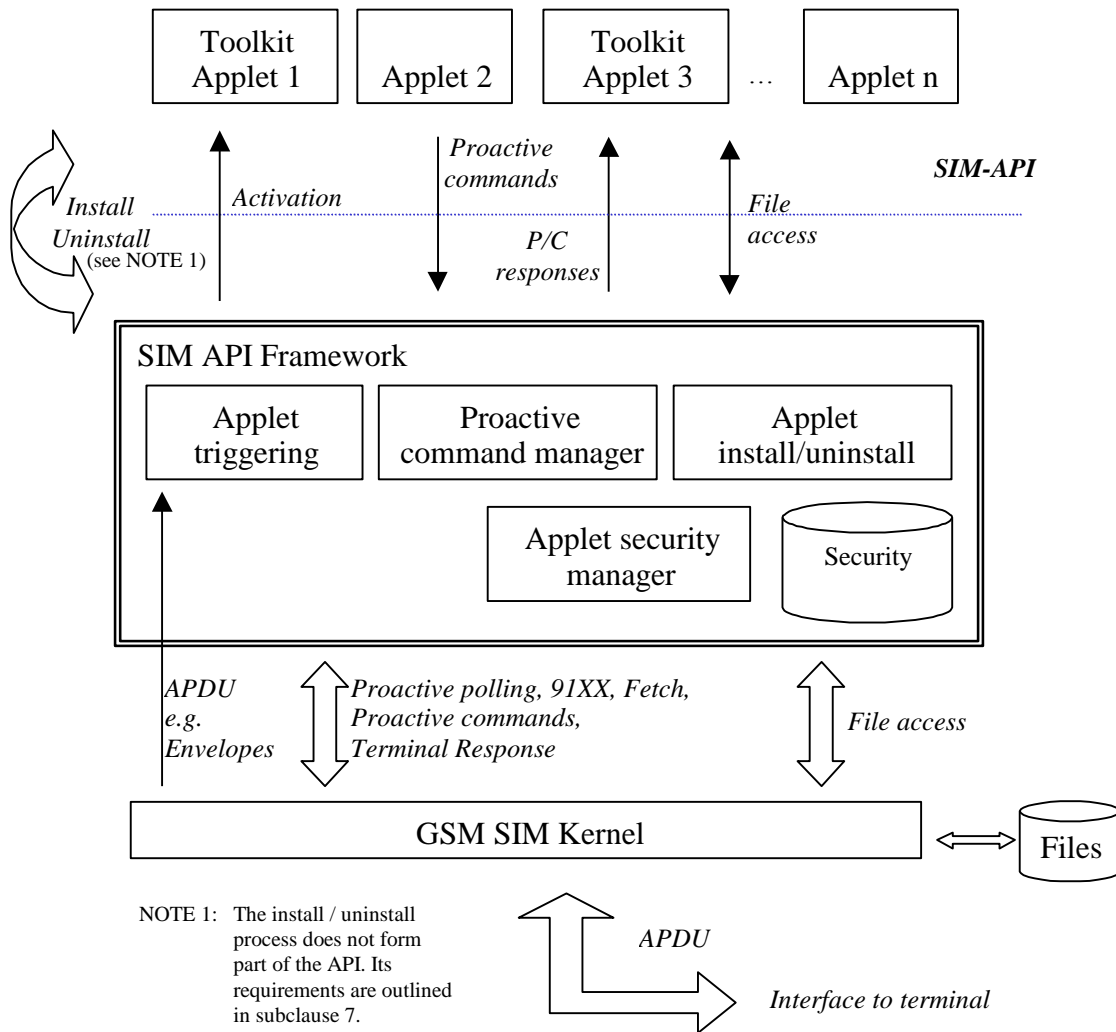 Toolkit
Applet 1
Applet 2
Toolkit
Applet 3
…
Applet n
Proactive
commands
SIM-API
Install
Uninstall
(see NOTE 1)
Activation
File
access
P/C
responses
SIM API Framework
Applet
triggering
Proactive
command manager
Applet
install/uninstall
Applet security
manager
Security
APDU
e.g.
Envelopes
Proactive polling, 91XX, Fetch,
Proactive commands,
Terminal Response
File access
GSM SIM Kernel
Files
NOTE 1: The install / uninstall
process does not form
part of the API. Its
requirements are outlined
in subclause 7.
APDU
Interface to terminal